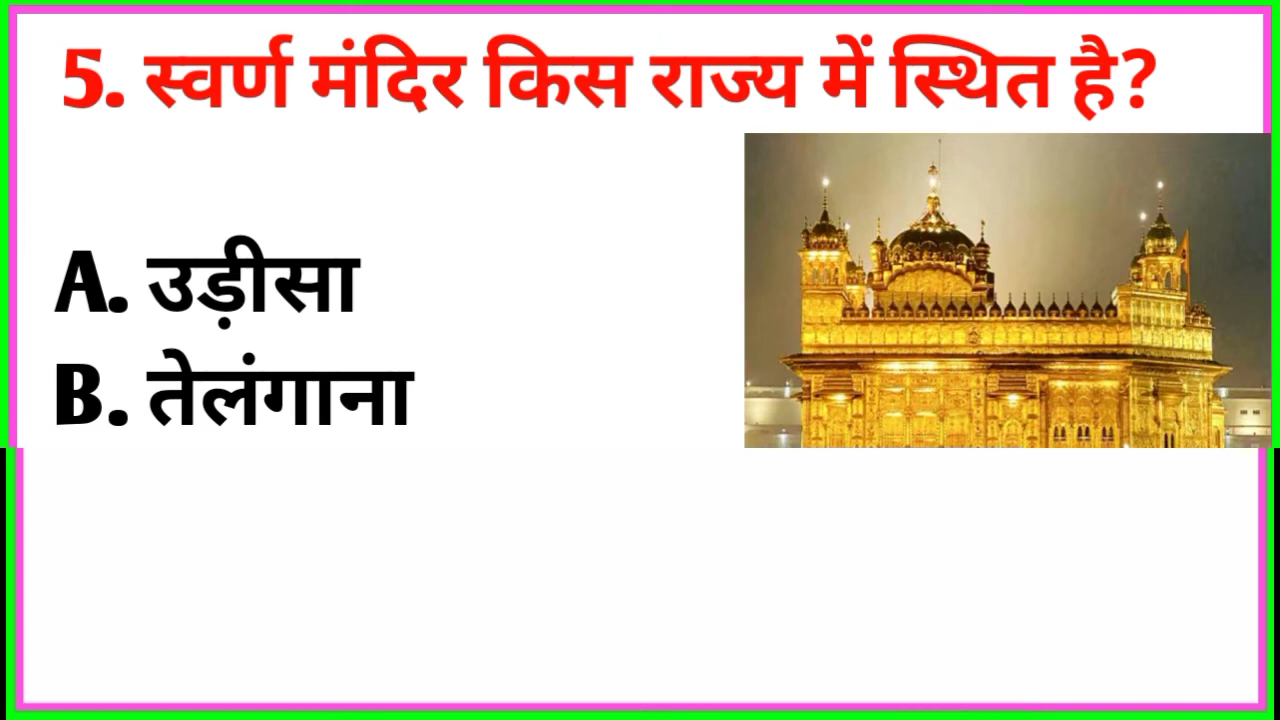 5. स्वर्ण मंदिर किस राज्य में स्थित है?
A. उड़ीसा
B. तेलंगाना